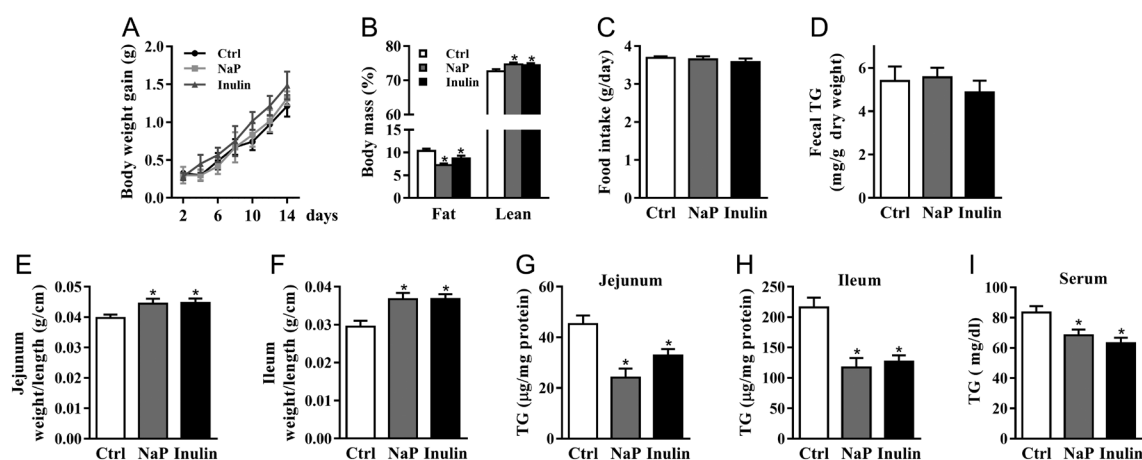 A
Body weight gain (g)
2.0
1.5
1.0
0.5
0.0
Ctrl
NaP
Inulin
2 6 10 14 days
B
Body mass (%)
80
70
60
10
5
0
Ctrl
NaP
Inulin
* * * *
Fat Lean
C
Food intake (g/day)
4
3
2
1
0
Ctrl NaP Inulin
D
Fecal TG
(mg/g dry weight)
6
4
2
0
Ctrl NaP Inulin
E
Jejunum
weight/length (g/cm)
0.05
0.04
0.03
0.02
0.01
0.00
* *
Ctrl NaP Inulin
F
Ileum
weight/length (g/cm)
0.04
0.03
0.02
0.01
0.00
* *
Ctrl NaP Inulin
G
Jejunum
TG (μg/mg protein)
60
40
20
0
* *
Ctrl NaP Inulin
H
Ileum
TG (μg/mg protein)
250
200
150
100
50
0
* *
Ctrl NaP Inulin
I
Serum
TG ( mg/dl)
100
80
60
40
20
0
* *
Ctrl NaP Inulin